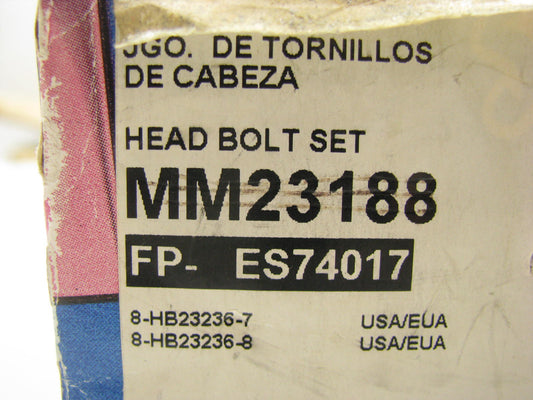 JGO. DE TORNILLOS
DE CABEZA
HEAD BOLT SET
MM23188
FP- ES74017
8-HB23236-7 USA/EUA
8-HB23236-8 USA/EUA